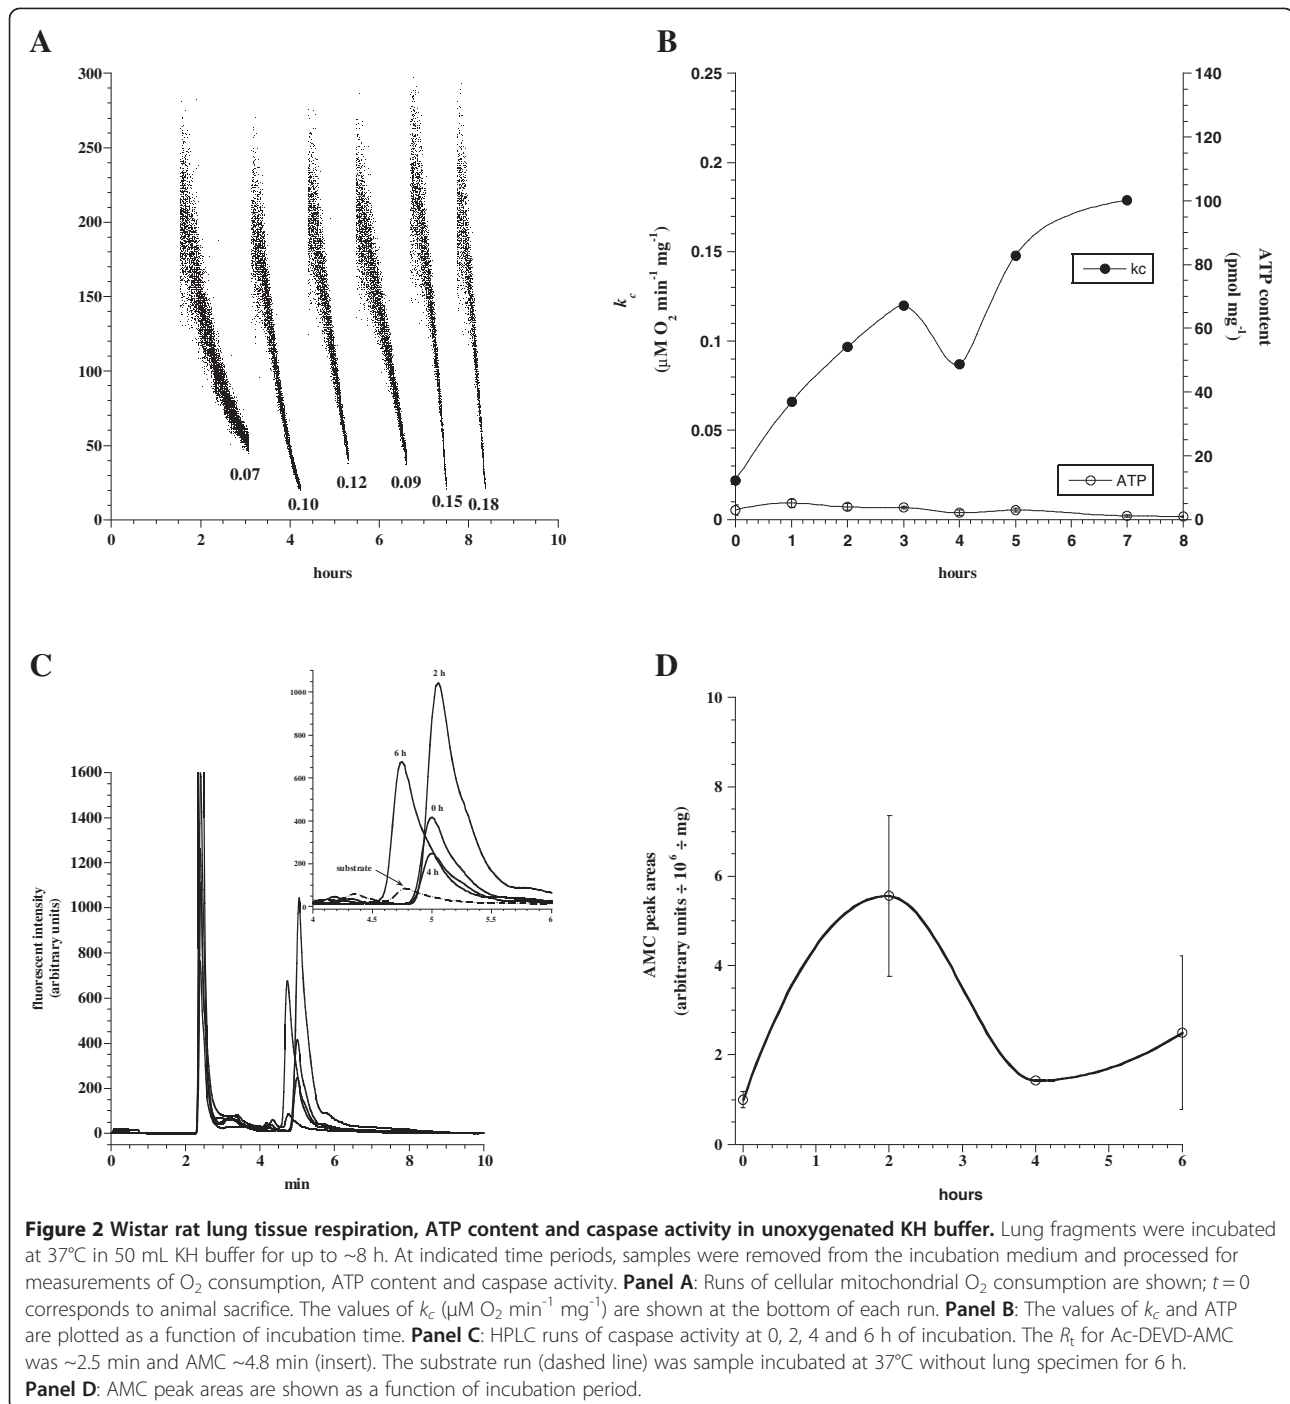 A
300
250
200
150
100
50
0
0.07
0.10
0.12
0.09
0.15 0.18
0 2 4 6 8 10
hours
B
0.25
0.2
0.15
0.1
0.05
0
k_c
(µM O₂ min⁻¹ mg⁻¹)
140
120
100
80
60
40
20
0
ATP content
(pmol mg⁻¹)
kc
ATP
0 1 2 3 4 5 7 8
hours
C
1600
1400
1200
1000
800
600
400
200
0
fluorescent intensity
(arbitrary units)
0 2 4 6 8 10
min
1000
800
600
400
200
0
2 h
6 h
0 h
4 h
substrate
4 4.5 5 5.5 6
D
10
8
6
4
2
0
AMC peak areas
(arbitrary units ÷ 10⁶ ÷ mg)
0 1 2 3 4 5 6
hours
Figure 2 Wistar rat lung tissue respiration, ATP content and caspase activity in unoxygenated KH buffer. Lung fragments were incubated
at 37°C in 50 mL KH buffer for up to ~8 h. At indicated time periods, samples were removed from the incubation medium and processed for
measurements of O₂ consumption, ATP content and caspase activity. Panel A: Runs of cellular mitochondrial O₂ consumption are shown; t = 0
corresponds to animal sacrifice. The values of k_c (µM O₂ min⁻¹ mg⁻¹) are shown at the bottom of each run. Panel B: The values of k_c and ATP
are plotted as a function of incubation time. Panel C: HPLC runs of caspase activity at 0, 2, 4 and 6 h of incubation. The R_t for Ac-DEVD-AMC
was ~2.5 min and AMC ~4.8 min (insert). The substrate run (dashed line) was sample incubated at 37°C without lung specimen for 6 h.
Panel D: AMC peak areas are shown as a function of incubation period.